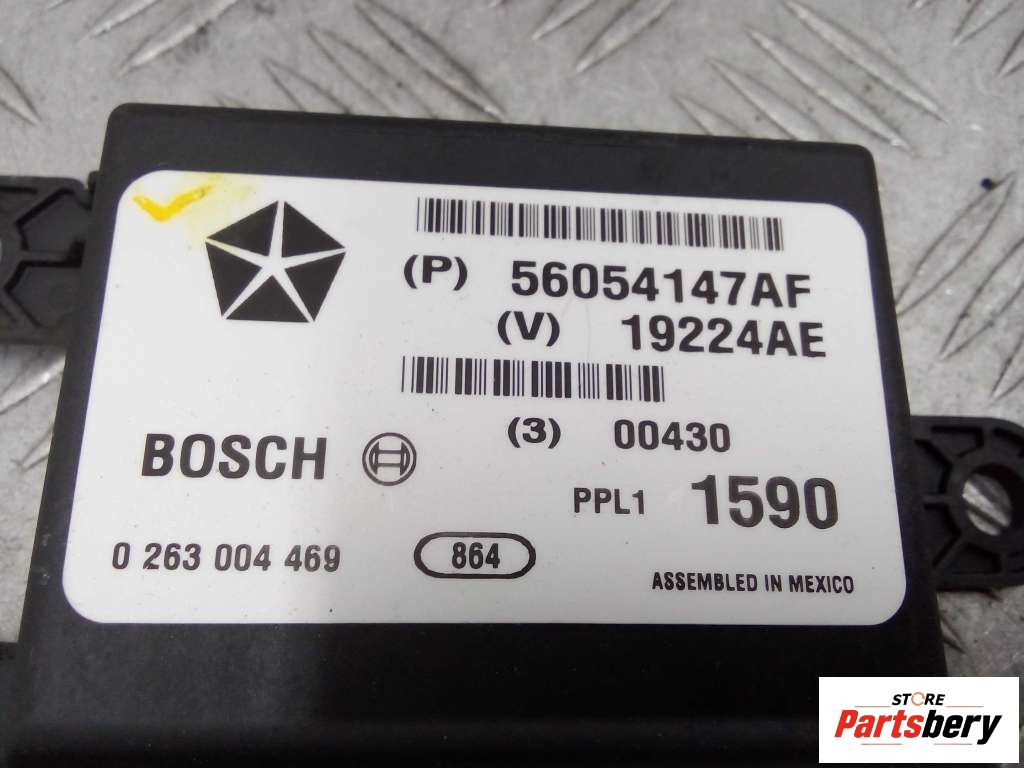 (P) 56054147AF
(V) 19224AE
(3) 00430
BOSCH
PPL1 1590
0 263 004 469
864
ASSEMBLED IN MEXICO
STORE
Partsbery